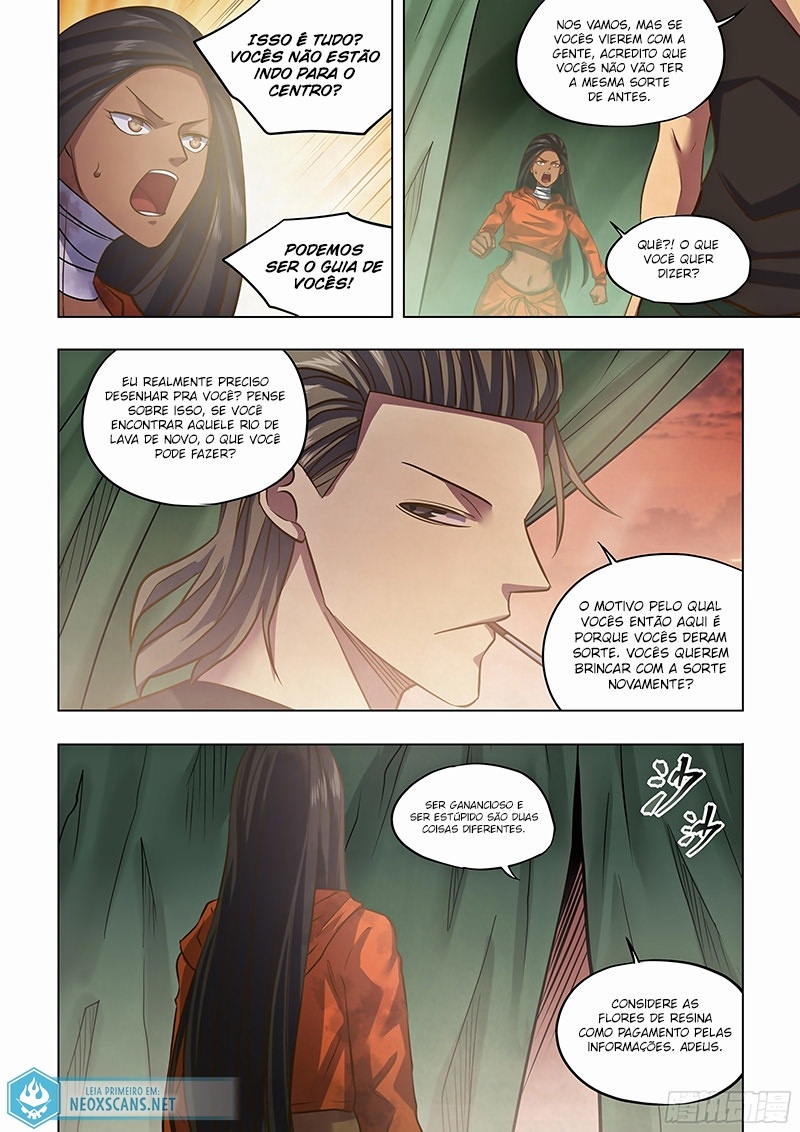 ISSO É TUDO?
VOCÊS NÃO ESTÃO
INDO PARA O
CENTRO?
PODEMOS
SER O GUIA DE
VOCÊS!
NOS VAMOS, MAS SE
VOCÊS VIEREM COM A
GENTE, ACREDITO QUE
VOCÊS NÃO VÃO TER
A MESMA SORTE
DE ANTES.
QUÊ?! O QUE
VOCÊ QUER
DIZER?
EU REALMENTE PRECISO
DESENHAR PRA VOCÊ? PENSE
SOBRE ISSO, SE VOCÊ
ENCONTRAR AQUELE RIO DE
LAVA DE NOVO, O QUE VOCÊ
PODE FAZER?
O MOTIVO PELO QUAL
VOCÊS ENTÃO AQUI É
PORQUE VOCÊS DERAM
SORTE. VOCÊS QUEREM
BRINCAR COM A SORTE
NOVAMENTE?
SER GANANCIOSO E
SER ESTÚPIDO SÃO DUAS
COISAS DIFERENTES.
沙
沙
CONSIDERE AS
FLORES DE RESINA
COMO PAGAMENTO PELAS
INFORMAÇÕES. ADEUS.
LEIA PRIMEIRO EM:
NEOXSCANS.NET
腾讯动漫